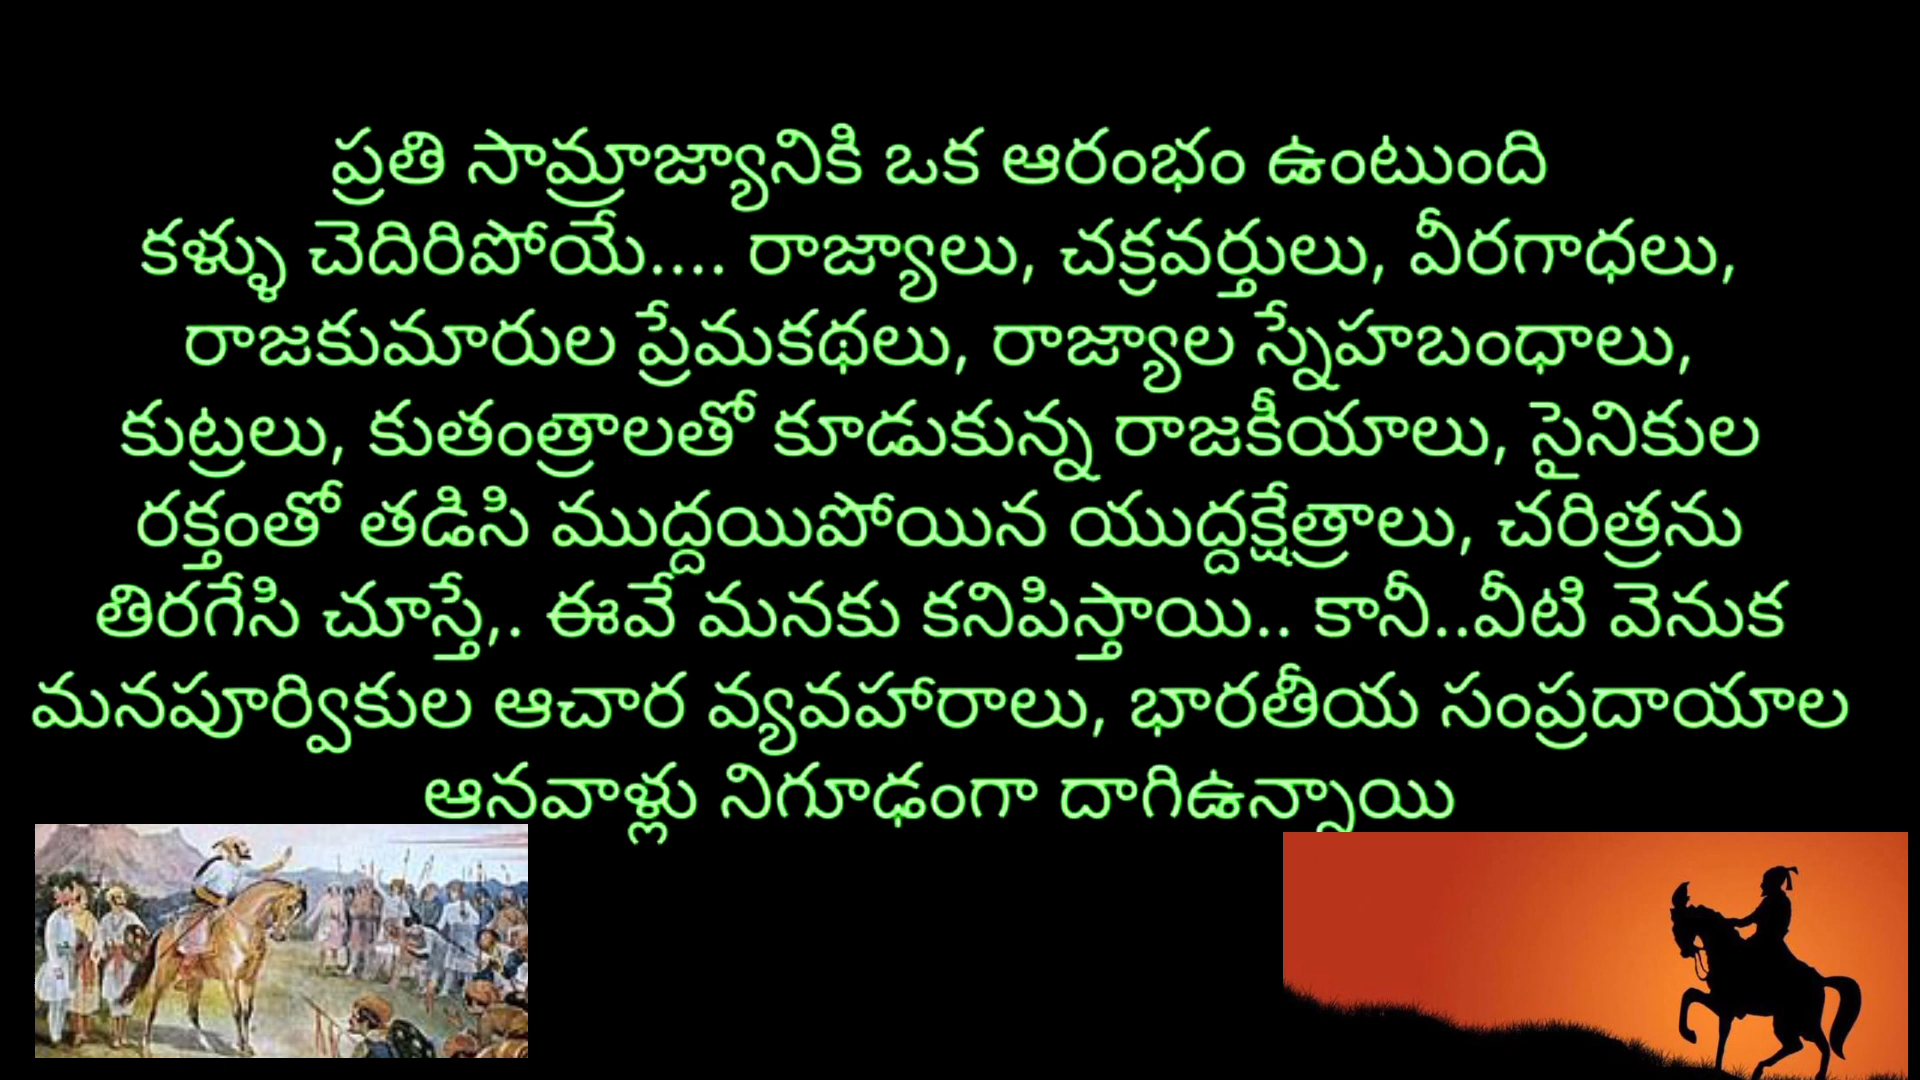 ప్రతి సామ్రాజ్యానికి ఒక ఆరంభం ఉంటుంది
కళ్ళు చెదిరిపోయే.... రాజ్యాలు, చక్రవర్తులు, వీరగాధలు,
రాజకుమారుల ప్రేమకథలు, రాజ్యాల స్నేహబంధాలు,
కుట్రలు, కుతంత్రాలతో కూడుకున్న రాజకీయాలు, సైనికుల
రక్తంతో తడిసి ముద్దయిపోయిన యుద్దక్షేత్రాలు, చరిత్రను
తిరగేసి చూస్తే,. ఈవే మనకు కనిపిస్తాయి.. కానీ..వీటి వెనుక
మనపూర్వికుల ఆచార వ్యవహారాలు, భారతీయ సంప్రదాయాల
ఆనవాళ్లు నిగూఢంగా దాగిఉన్నాయి